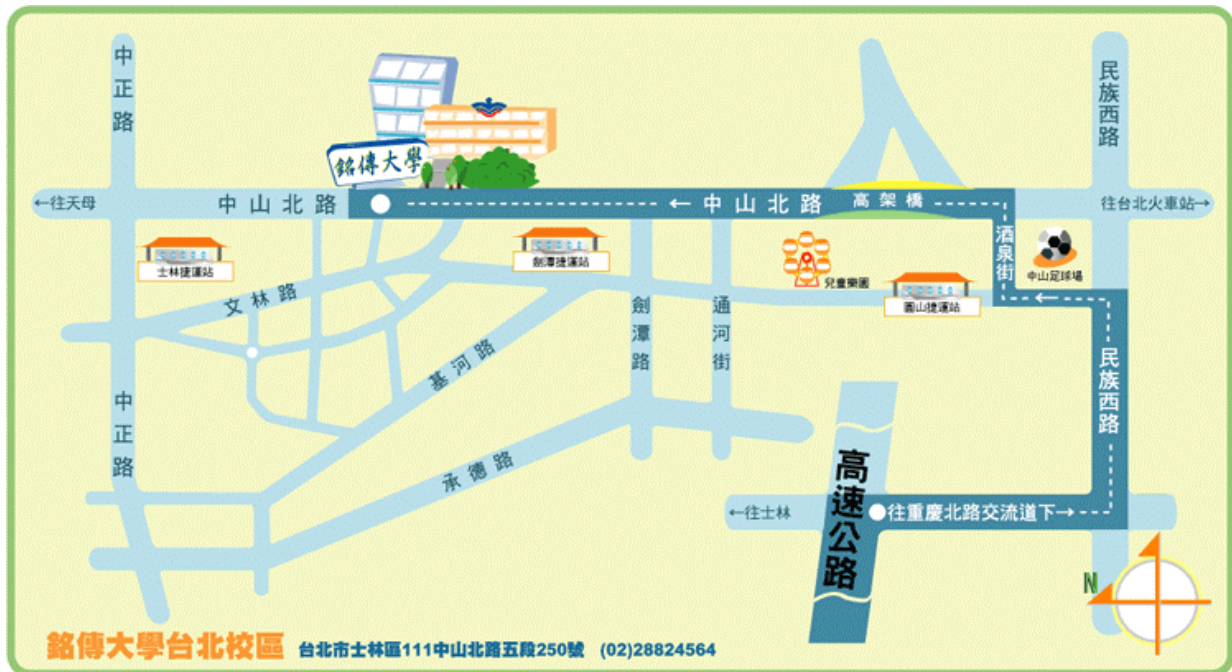 中正路
民族西路
銘傳大學
←往天母
中山北路
← 中山北路
高架橋
往台北火車站→
酒泉街
士林捷運站
劍潭捷運站
兒童樂園
圓山捷運站
中山足球場
←
文林路
劍潭路
通河街
基河路
民族西路
中正路
承德路
高速公路
←往士林
往重慶北路交流道下→
N
銘傳大學台北校區 台北市士林區111中山北路五段250號 (02)28824564